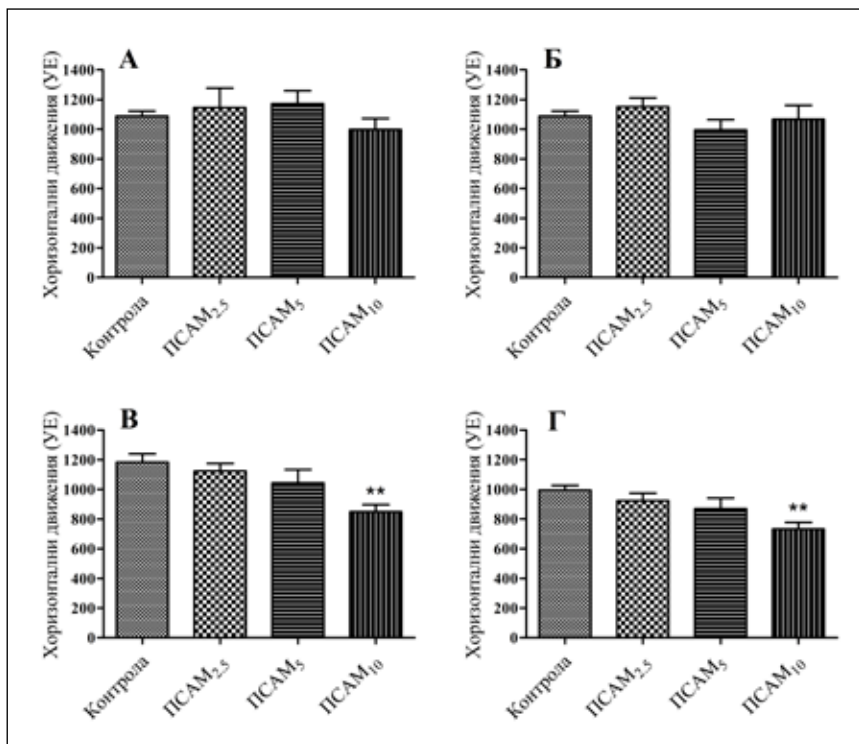 А
Хоризонтални движения (УЕ)
1400
1200
1000
800
600
400
200
0
Контрола
ПСАМ2,5
ПСАМ5
ПСАМ10
Б
Хоризонтални движения (УЕ)
1400
1200
1000
800
600
400
200
0
Контрола
ПСАМ2,5
ПСАМ5
ПСАМ10
В
Хоризонтални движения (УЕ)
1400
1200
1000
800
600
400
200
0
**
Контрола
ПСАМ2,5
ПСАМ5
ПСАМ10
Г
Хоризонтални движения (УЕ)
1400
1200
1000
800
600
400
200
0
**
Контрола
ПСАМ2,5
ПСАМ5
ПСАМ10